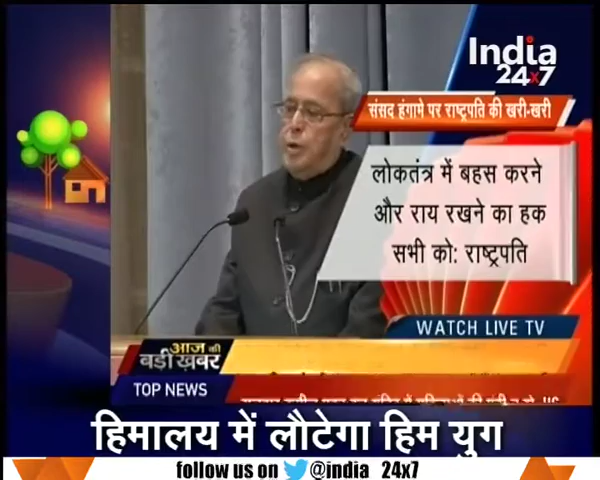 India
24x7
संसद हंगामे पर राष्ट्रपति की खरी-खरी
लोकतंत्र में बहस करने
और राय रखने का हक
सभी को: राष्ट्रपति
WATCH LIVE TV
आज की
बड़ी ख़बर
TOP NEWS
हिमालय में लौटेगा हिम युग
follow us on @india 24x7